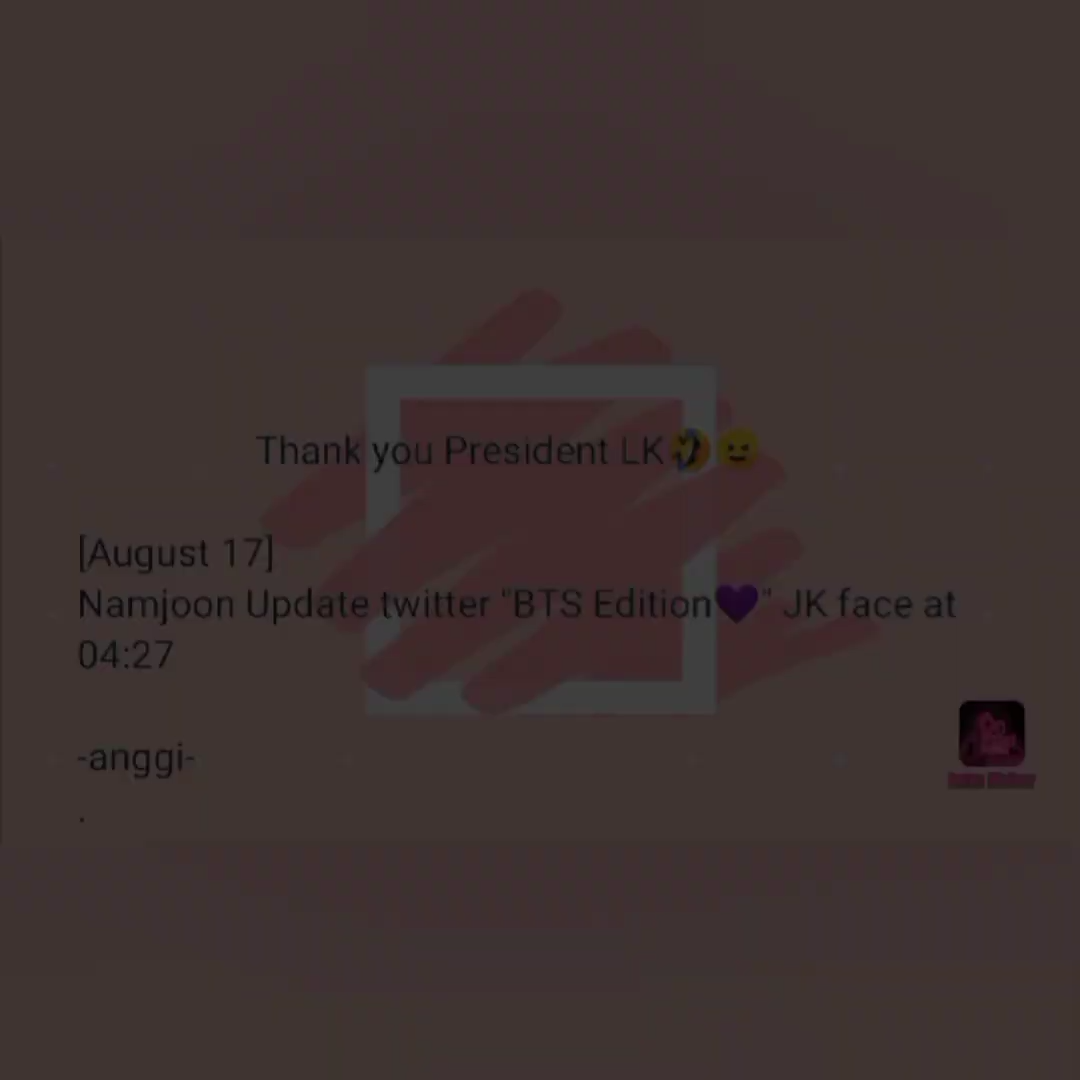 Thank you President LK🤣😉
[August 17]
Namjoon Update twitter "BTS Edition💜" JK face at
04:27
-anggi-
.